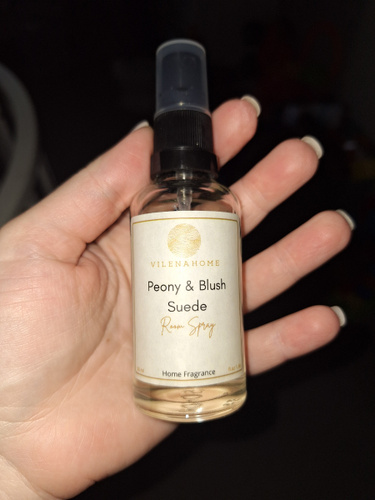 VILENAHOME
Peony & Blush
Suede
Room Spray
Home Fragrance